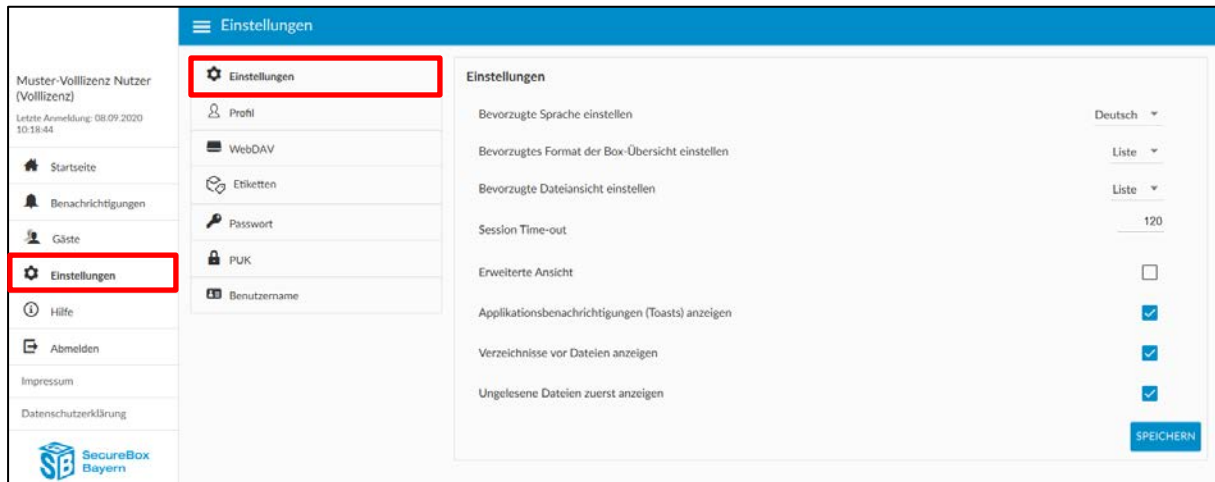 Einstellungen
Muster-Volllizenz Nutzer
(Volllizenz)
Letzte Anmeldung: 08.09.2020
10:18:44
Startseite
Benachrichtigungen
Gäste
Einstellungen
Hilfe
Abmelden
Impressum
Datenschutzerklärung
SB SecureBox
Bayern
Einstellungen
Profil
WebDAV
Etiketten
Passwort
PUK
Benutzername
Einstellungen
Bevorzugte Sprache einstellen Deutsch
Bevorzugtes Format der Box-Übersicht einstellen Liste
Bevorzugte Dateiansicht einstellen Liste
Session Time-out 120
Erweiterte Ansicht
Applikationsbenachrichtigungen (Toasts) anzeigen
Verzeichnisse vor Dateien anzeigen
Ungelesene Dateien zuerst anzeigen
SPEICHERN